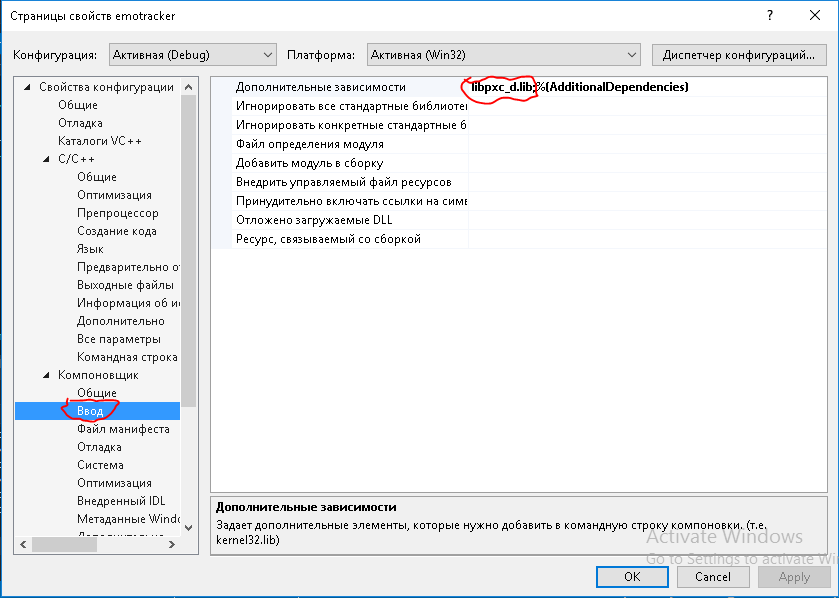 Страницы свойств emotracker
?
Конфигурация: Активная (Debug) Платформа: Активная (Win32) Диспетчер конфигураций...
Свойства конфигурации
Общие
Отладка
Каталоги VC++
C/C++
Общие
Оптимизация
Препроцессор
Создание кода
Язык
Предварительно от
Выходные файлы
Информация об ис
Дополнительно
Все параметры
Командная строка
Компоновщик
Общие
Ввод
Файл манифеста
Отладка
Система
Оптимизация
Внедренный IDL
Метаданные Windo
Дополнительные зависимости libpxc_d.lib;%(AdditionalDependencies)
Игнорировать все стандартные библиотек
Игнорировать конкретные стандартные б
Файл определения модуля
Добавить модуль в сборку
Внедрить управляемый файл ресурсов
Принудительно включать ссылки на симв
Отложено загружаемые DLL
Ресурс, связываемый со сборкой
Дополнительные зависимости
Задает дополнительные элементы, которые нужно добавить в командную строку компоновки. (т.е.
kernel32.lib)
Activate Windows
Go to Settings to activate Wi
OK Cancel Apply